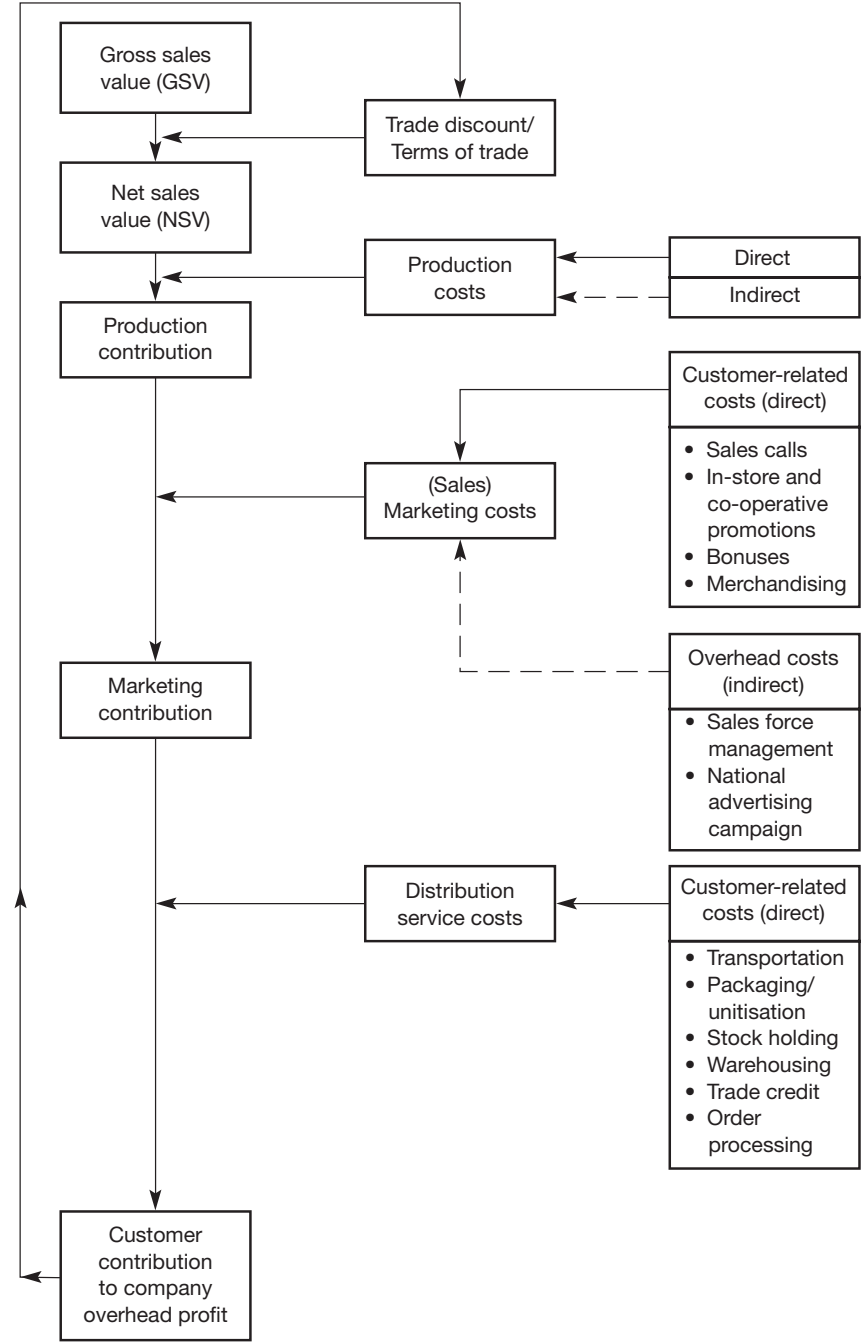 Gross sales
value (GSV)
Trade discount/
Terms of trade
Net sales
value (NSV)
Production
costs
Direct
Indirect
Production
contribution
Customer-related
costs (direct)
• Sales calls
• In-store and
co-operative
promotions
• Bonuses
• Merchandising
(Sales)
Marketing costs
Overhead costs
(indirect)
• Sales force
management
• National
advertising
campaign
Marketing
contribution
Distribution
service costs
Customer-related
costs (direct)
• Transportation
• Packaging/
unitisation
• Stock holding
• Warehousing
• Trade credit
• Order
processing
Customer
contribution
to company
overhead profit